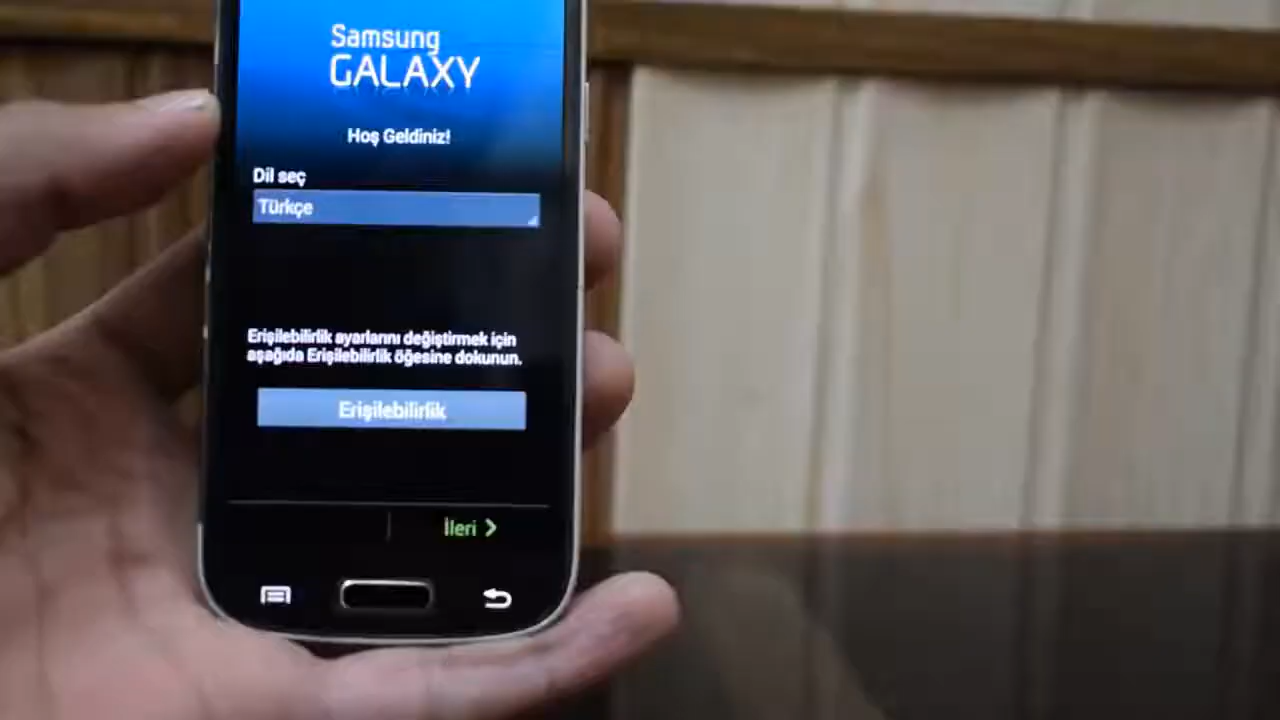 Samsung
GALAXY
Hoş Geldiniz!
Dil seç
Türkçe
Erişilebilirlik ayarlarını değiştirmek için
aşağıda Erişilebilirlik öğesine dokunun.
Erişilebilirlik
İleri